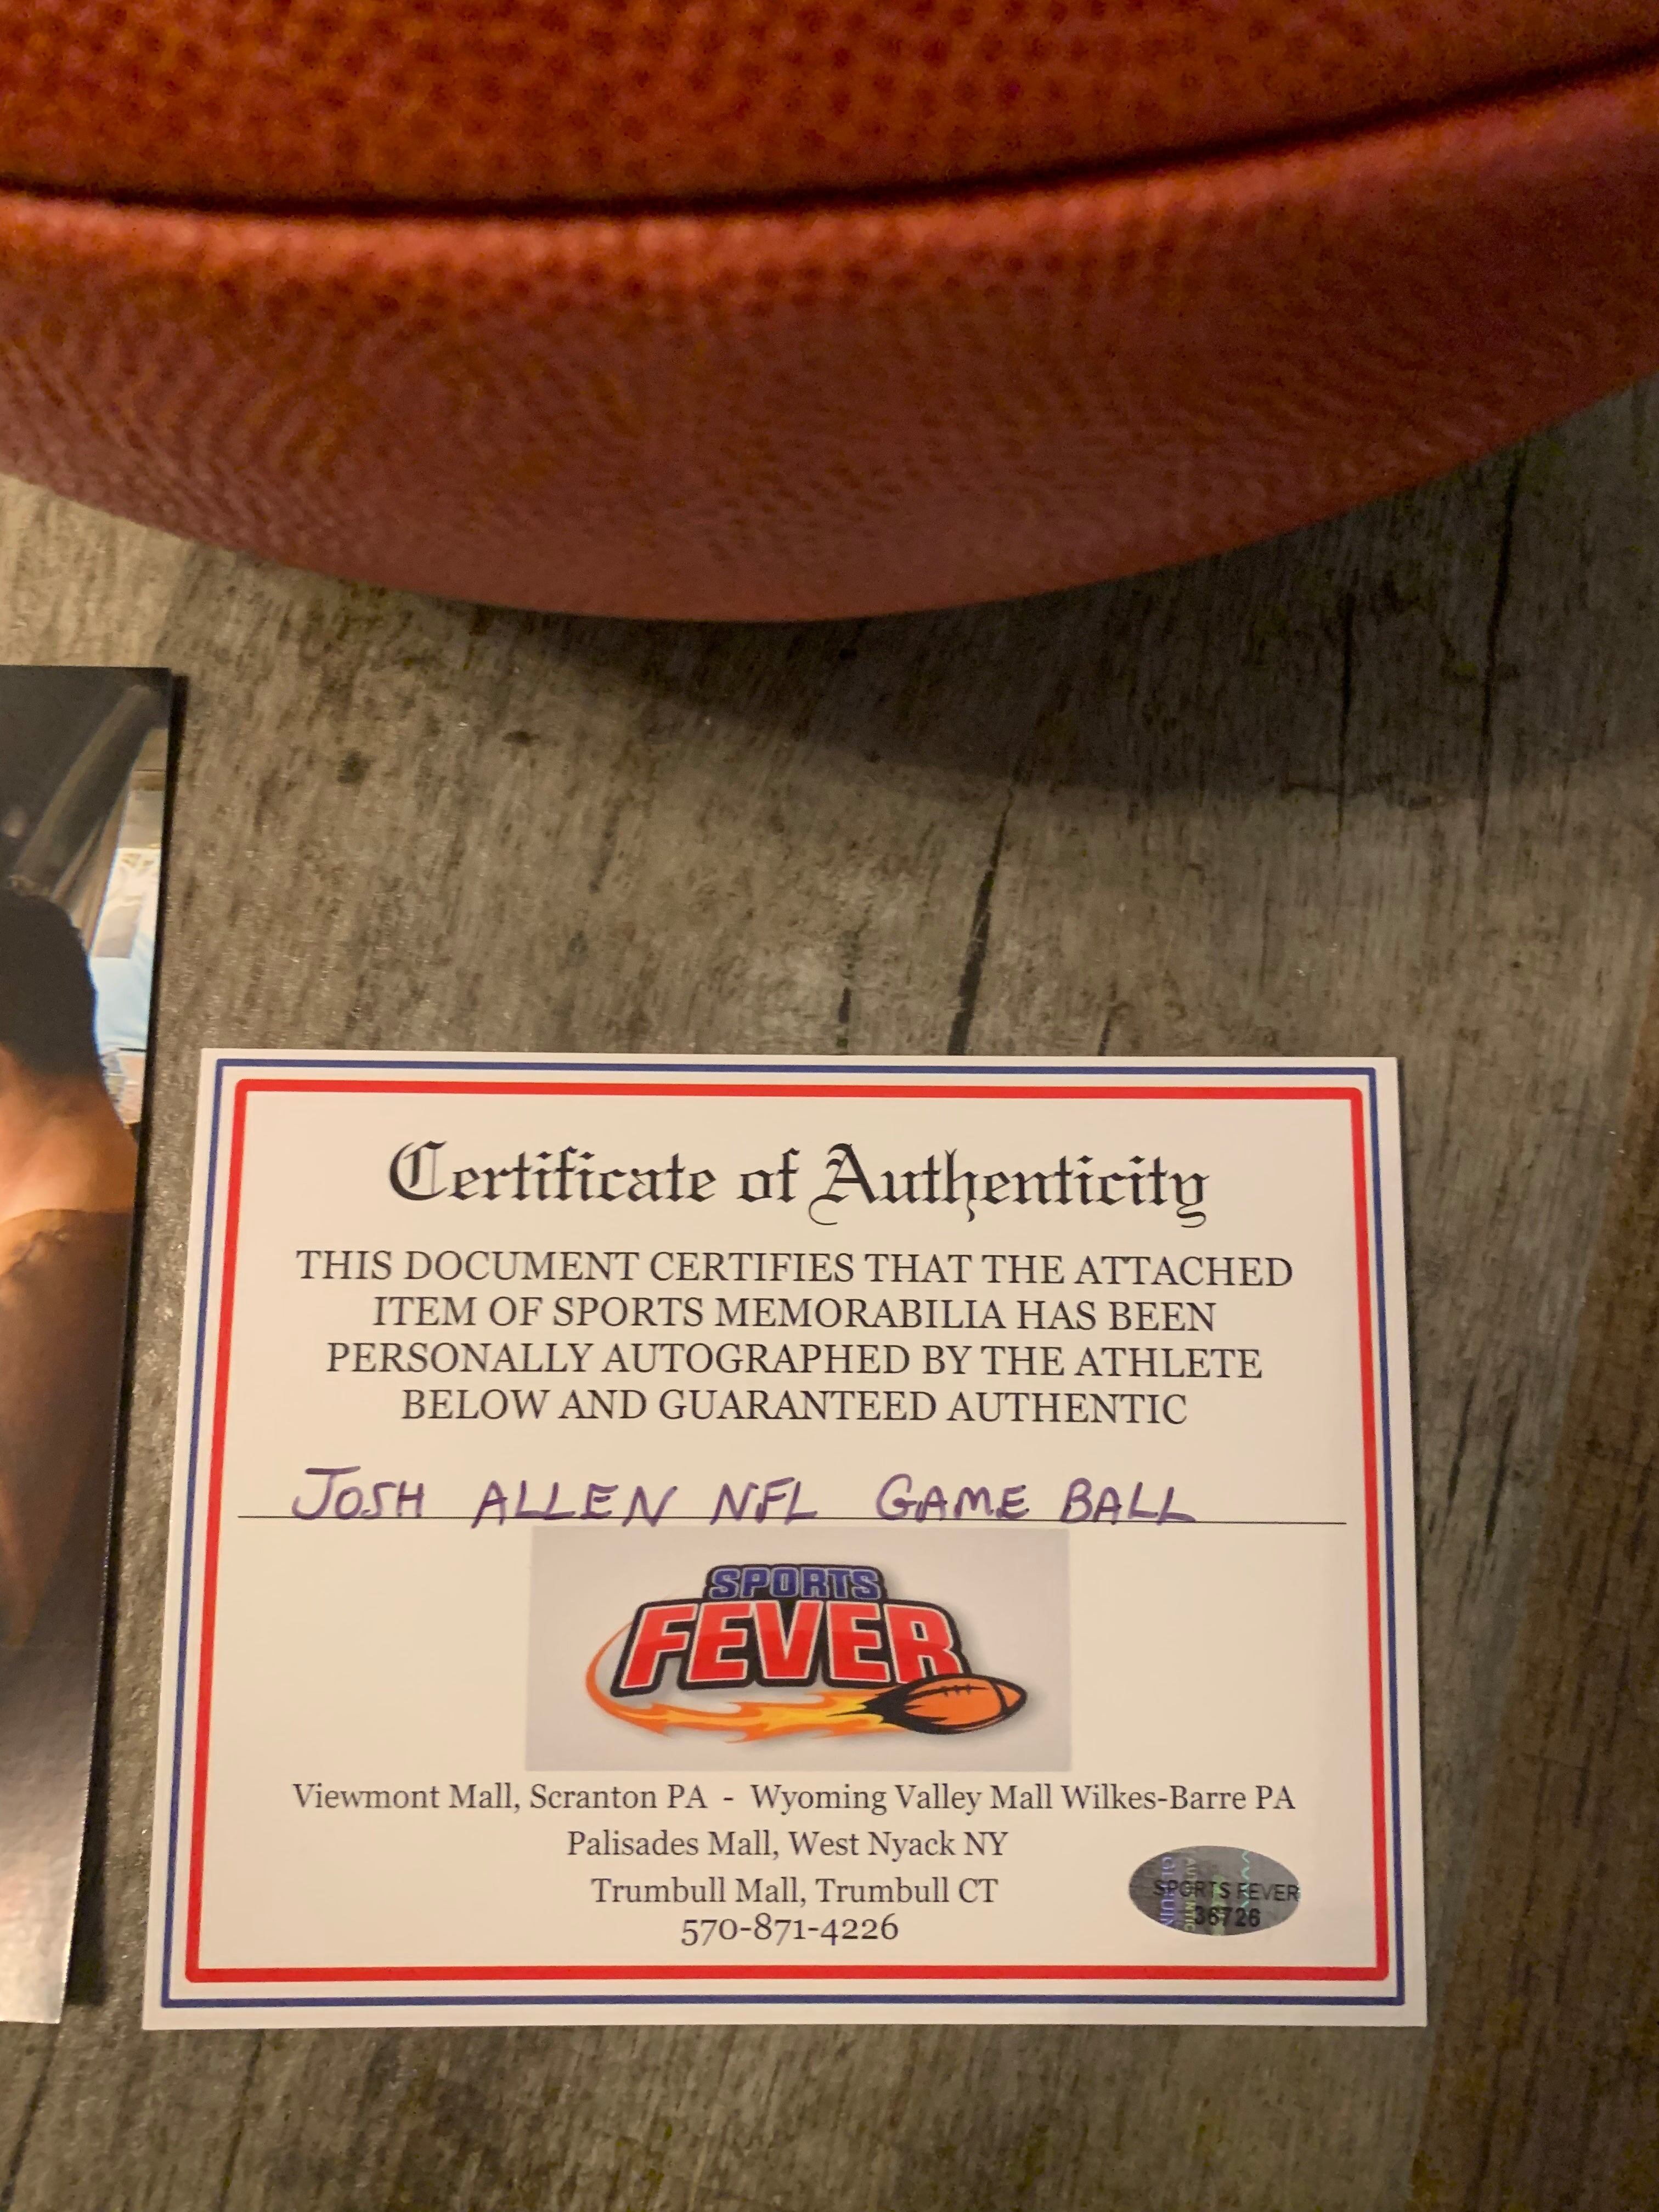 Certificate of Authenticity
THIS DOCUMENT CERTIFIES THAT THE ATTACHED
ITEM OF SPORTS MEMORABILIA HAS BEEN
PERSONALLY AUTOGRAPHED BY THE ATHLETE
BELOW AND GUARANTEED AUTHENTIC
JOSH ALLEN NFL GAME BALL
SPORTS
FEVER
Viewmont Mall, Scranton PA - Wyoming Valley Mall Wilkes-Barre PA
Palisades Mall, West Nyack NY
Trumbull Mall, Trumbull CT
570-871-4226
SPORTS FEVER
36726